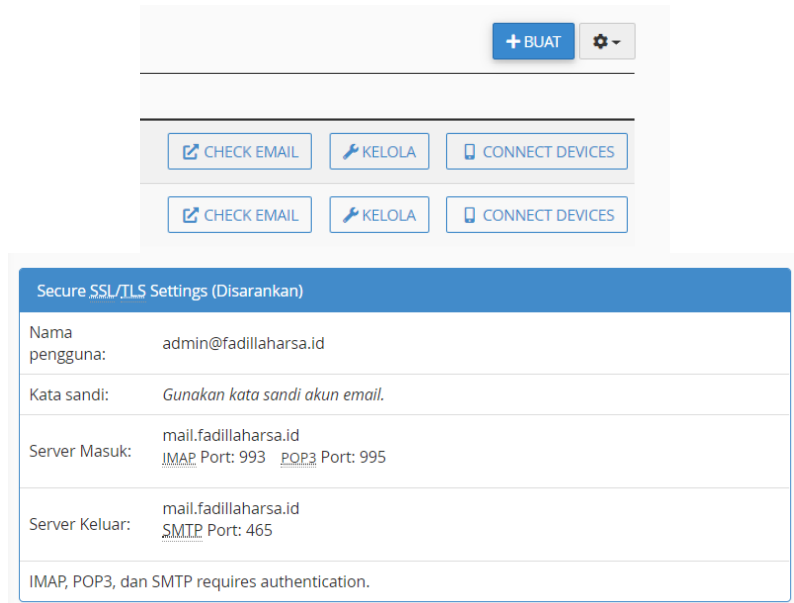 BUAT
CHECK EMAIL KELOLA CONNECT DEVICES
CHECK EMAIL KELOLA CONNECT DEVICES
Secure SSL/TLS Settings (Disarankan)
Nama
pengguna:
admin@fadillaharsa.id
Kata sandi: Gunakan kata sandi akun email.
Server Masuk:
mail.fadillaharsa.id
IMAP Port: 993 POP3 Port: 995
Server Keluar:
mail.fadillaharsa.id
SMTP Port: 465
IMAP, POP3, dan SMTP requires authentication.